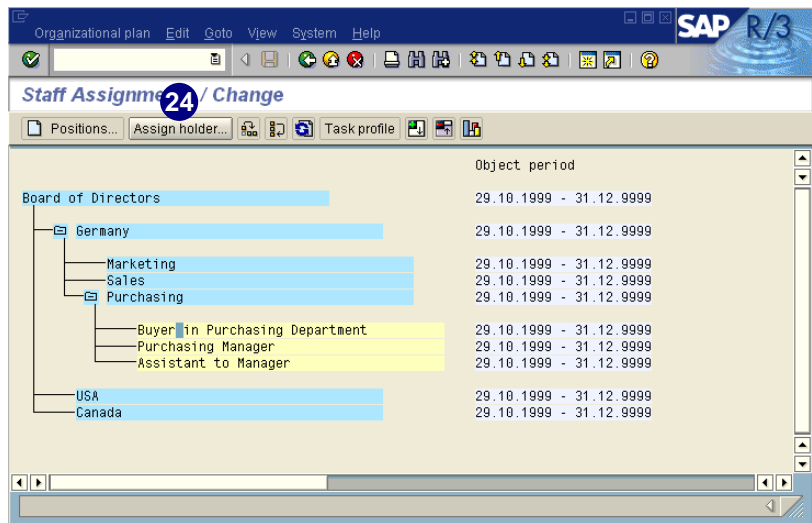 Organizational plan Edit Goto View System Help
SAP R/3
Staff Assignme 24 / Change
Positions... Assign holder... Task profile
Object period
Board of Directors 29.10.1999 - 31.12.9999
Germany 29.10.1999 - 31.12.9999
Marketing 29.10.1999 - 31.12.9999
Sales 29.10.1999 - 31.12.9999
Purchasing 29.10.1999 - 31.12.9999
Buyer in Purchasing Department 29.10.1999 - 31.12.9999
Purchasing Manager 29.10.1999 - 31.12.9999
Assistant to Manager 29.10.1999 - 31.12.9999
USA 29.10.1999 - 31.12.9999
Canada 29.10.1999 - 31.12.9999